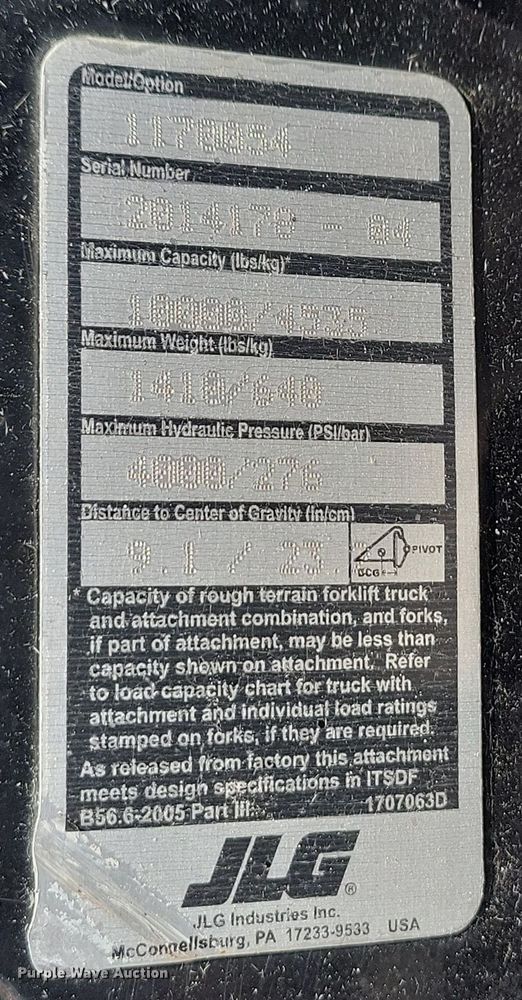 Model/Option
1170034
Serial Number
2014178 - 04
Maximum Capacity (lbs/kg)*
10000/4535
Maximum Weight (lbs/kg)
1410/640
Maximum Hydraulic Pressure (PSI/bar)
4000/276
Distance to Center of Gravity (in/cm)
9.1 / 23.
PIVOT
* Capacity of rough terrain forklift truck
and attachment combination, and forks,
if part of attachment, may be less than
capacity shown on attachment. Refer
to load capacity chart for truck with
attachment and individual load ratings
stamped on forks, if they are required.
As released from factory this attachment
meets design specifications in ITSDF
B56.6-2005 Part III.
1707063D
JLG®
JLG Industries Inc.
McConnellsburg, PA 17233-9533 USA
Purple Wave Auction